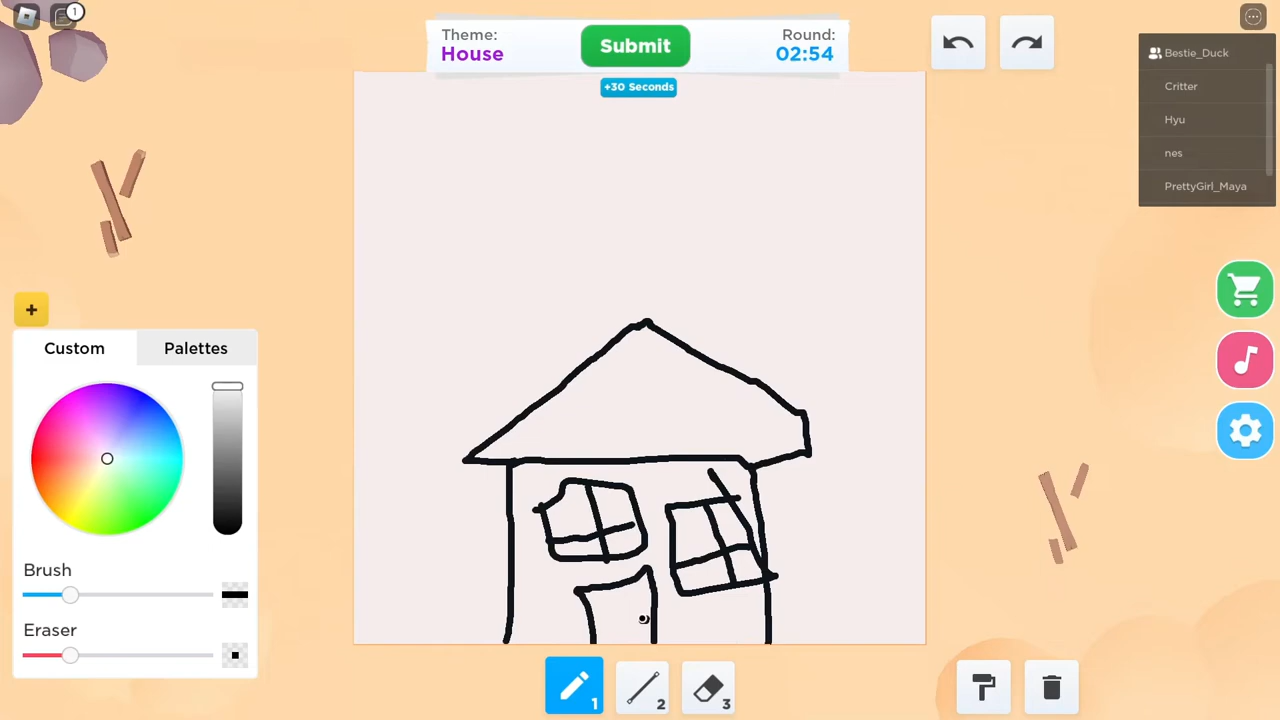 1
Theme:
House
Submit
Round:
02:54
+30 Seconds
Bestie_Duck
Critter
Hyu
nes
PrettyGirl_Maya
+
Custom
Palettes
Brush
Eraser
1
2
3